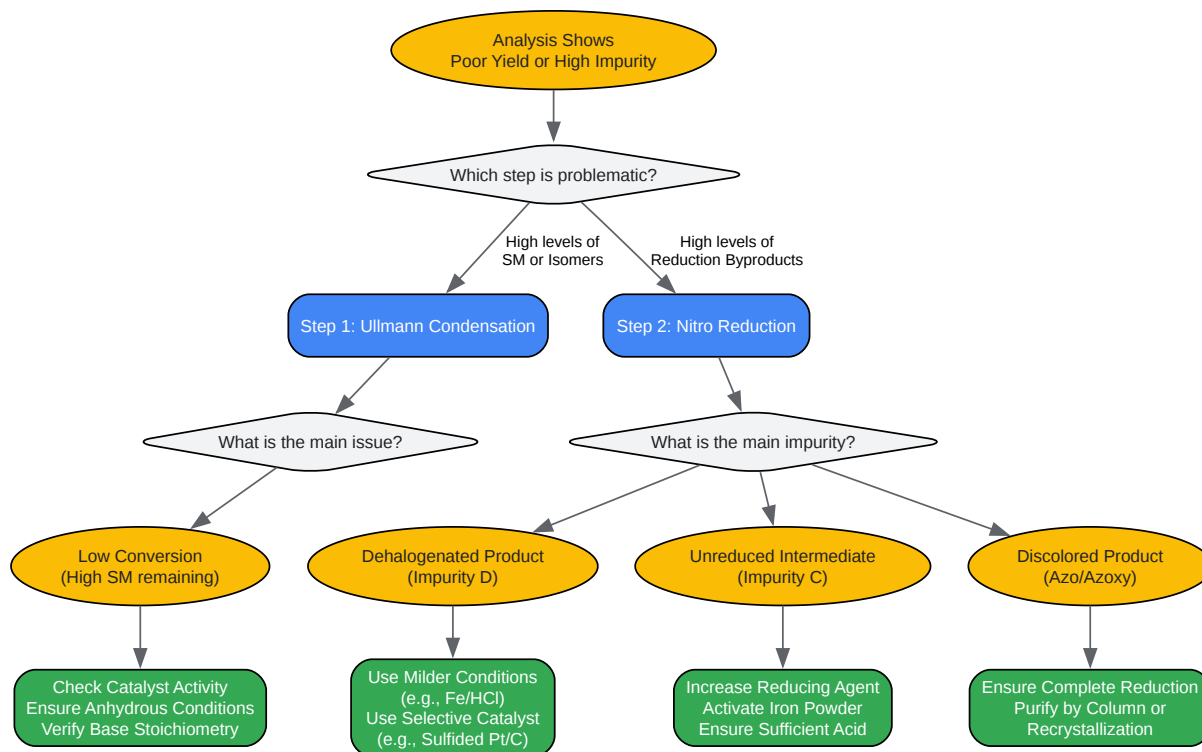 Analysis Shows
Poor Yield or High Impurity
Which step is problematic?
High levels of
SM or Isomers
High levels of
Reduction Byproducts
Step 1: Ullmann Condensation
Step 2: Nitro Reduction
What is the main issue?
What is the main impurity?
Low Conversion
(High SM remaining)
Dehalogenated Product
(Impurity D)
Unreduced Intermediate
(Impurity C)
Discolored Product
(Azo/Azoxy)
Check Catalyst Activity
Ensure Anhydrous Conditions
Verify Base Stoichiometry
Use Milder Conditions
(e.g., Fe/HCl)
Use Selective Catalyst
(e.g., Sulfided Pt/C)
Increase Reducing Agent
Activate Iron Powder
Ensure Sufficient Acid
Ensure Complete Reduction
Purify by Column or
Recrystallization